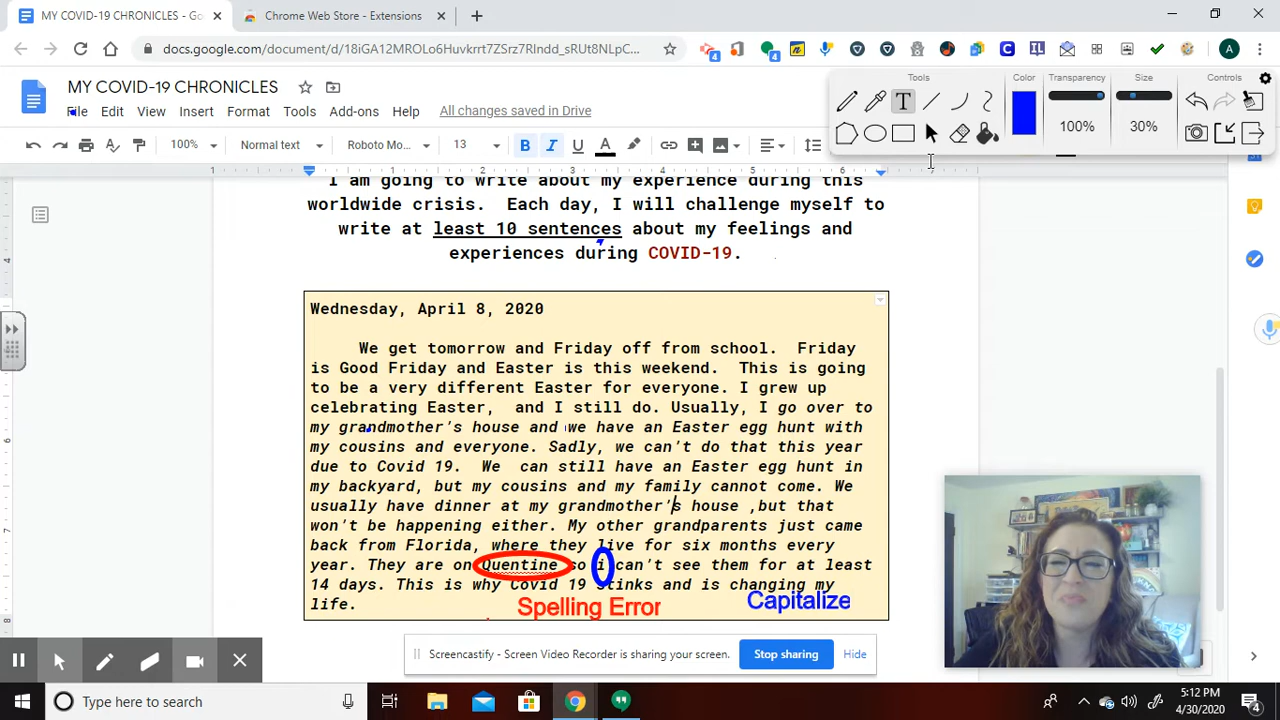 MY COVID-19 CHRONICLES - Go
Chrome Web Store - Extensions
docs.google.com/document/d/18iGA12MROLo6Huvkrrt7ZSrz7RIndd_sRUt8NLpC...
4
4
A
MY COVID-19 CHRONICLES
File Edit View Insert Format Tools Add-ons Help All changes saved in Drive
Tools Color Transparency Size Controls
100% 30%
100% Normal text Roboto Mo... 13 B I U A
1 1 2 3 4 5 6 7
I am going to write about my experience during this
worldwide crisis. Each day, I will challenge myself to
write at least 10 sentences about my feelings and
experiences during COVID-19.
Wednesday, April 8, 2020
We get tomorrow and Friday off from school. Friday
is Good Friday and Easter is this weekend. This is going
to be a very different Easter for everyone. I grew up
celebrating Easter, and I still do. Usually, I go over to
my grandmother's house and we have an Easter egg hunt with
my cousins and everyone. Sadly, we can't do that this year
due to Covid 19. We can still have an Easter egg hunt in
my backyard, but my cousins and my family cannot come. We
usually have dinner at my grandmother's house ,but that
won't be happening either. My other grandparents just came
back from Florida, where they live for six months every
year. They are on Quentine so i can't see them for at least
14 days. This is why Covid 19 stinks and is changing my
life.
Spelling Error
Capitalize
Screencastify - Screen Video Recorder is sharing your screen.
Stop sharing
Hide
Type here to search
5:12 PM
4/30/2020
4